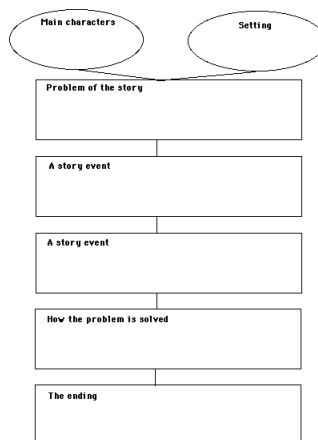 Main characters
Setting
Problem of the story
A story event
A story event
How the problem is solved
The ending